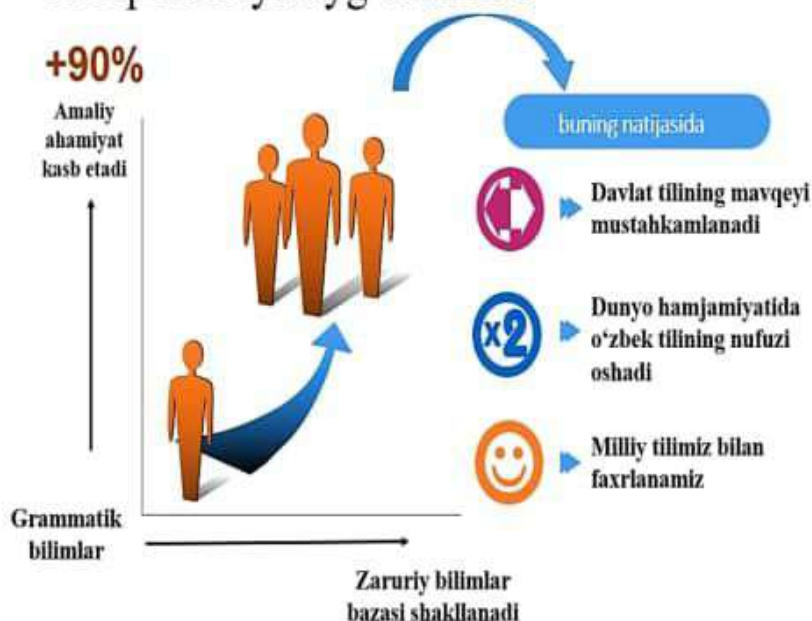 +90%
Amaliy
ahamiyat
kasb etadi
buning natijasida
Davlat tilining mavqeyi
mustahkamlanadi
Dunyo hamjamiyatida
x2
o‘zbek tilining nufuzi
oshadi
Milliy tilimiz bilan
faxrlanamiz
Grammatik
bilimlar
Zaruriy bilimlar
bazasi shakllanadi